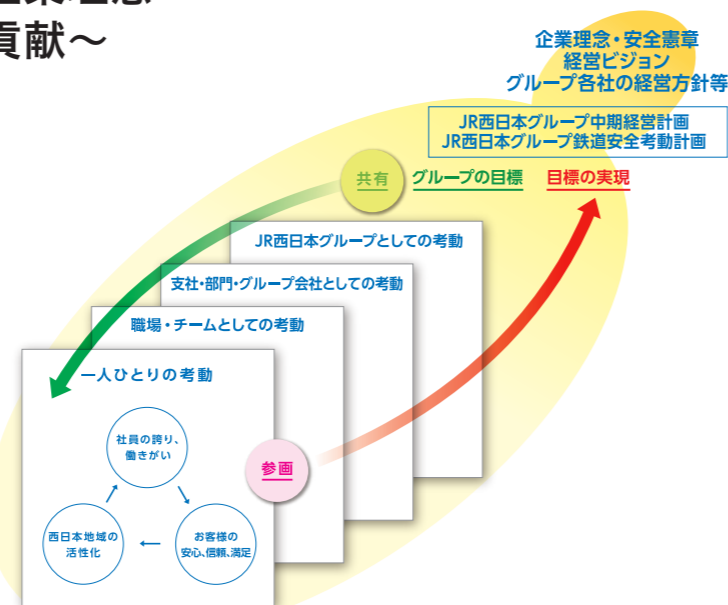 貢献～
企業理念・安全憲章
経営ビジョン
グループ各社の経営方針等
JR西日本グループ中期経営計画
JR西日本グループ鉄道安全考動計画
共有
グループの目標
目標の実現
JR西日本グループとしての考動
支社・部門・グループ会社としての考動
職場・チームとしての考動
一人ひとりの考動
社員の誇り、
働きがい
参画
西日本地域の
活性化
お客様の
安心、信頼、満足